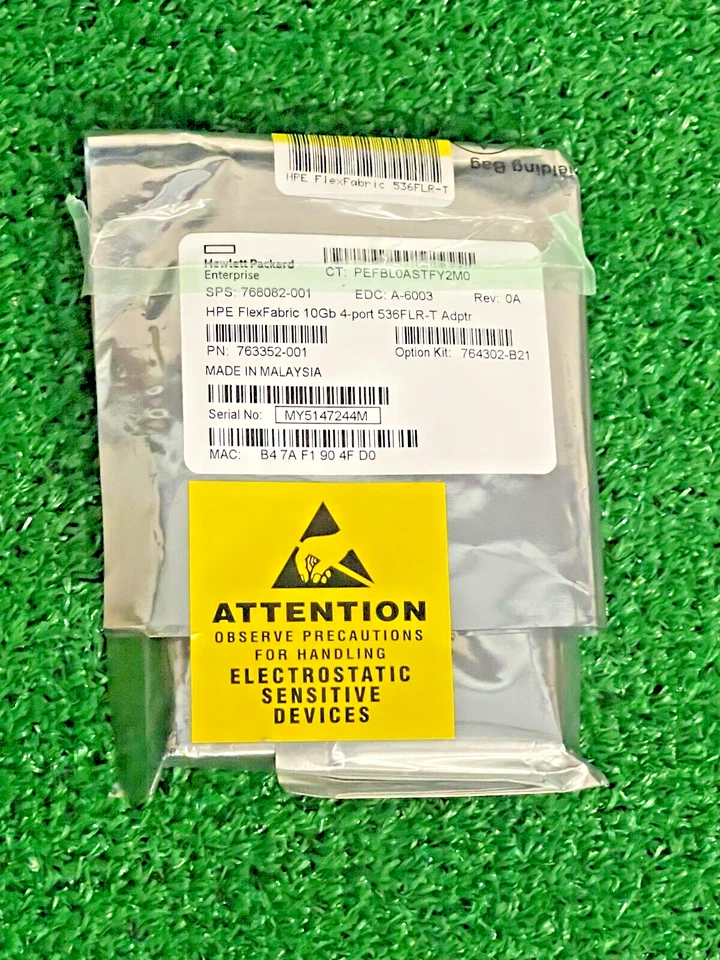 HPE FlexFabric 536FLR-T
Shielding Bag
Hewlett Packard
Enterprise
CT: PEFBL0ASTFY2M0
SPS: 768082-001 EDC: A-6003 Rev: 0A
HPE FlexFabric 10Gb 4-port 536FLR-T Adptr
PN: 763352-001 Option Kit: 764302-B21
MADE IN MALAYSIA
Serial No: MY5147244M
MAC: B4 7A F1 90 4F D0
ATTENTION
OBSERVE PRECAUTIONS
FOR HANDLING
ELECTROSTATIC
SENSITIVE
DEVICES